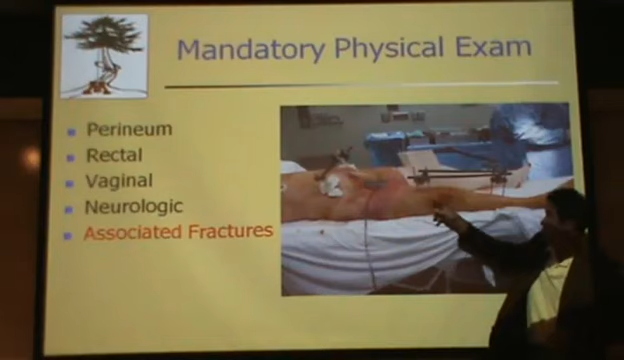 Mandatory Physical Exam
Perineum
Rectal
Vaginal
Neurologic
Associated Fractures